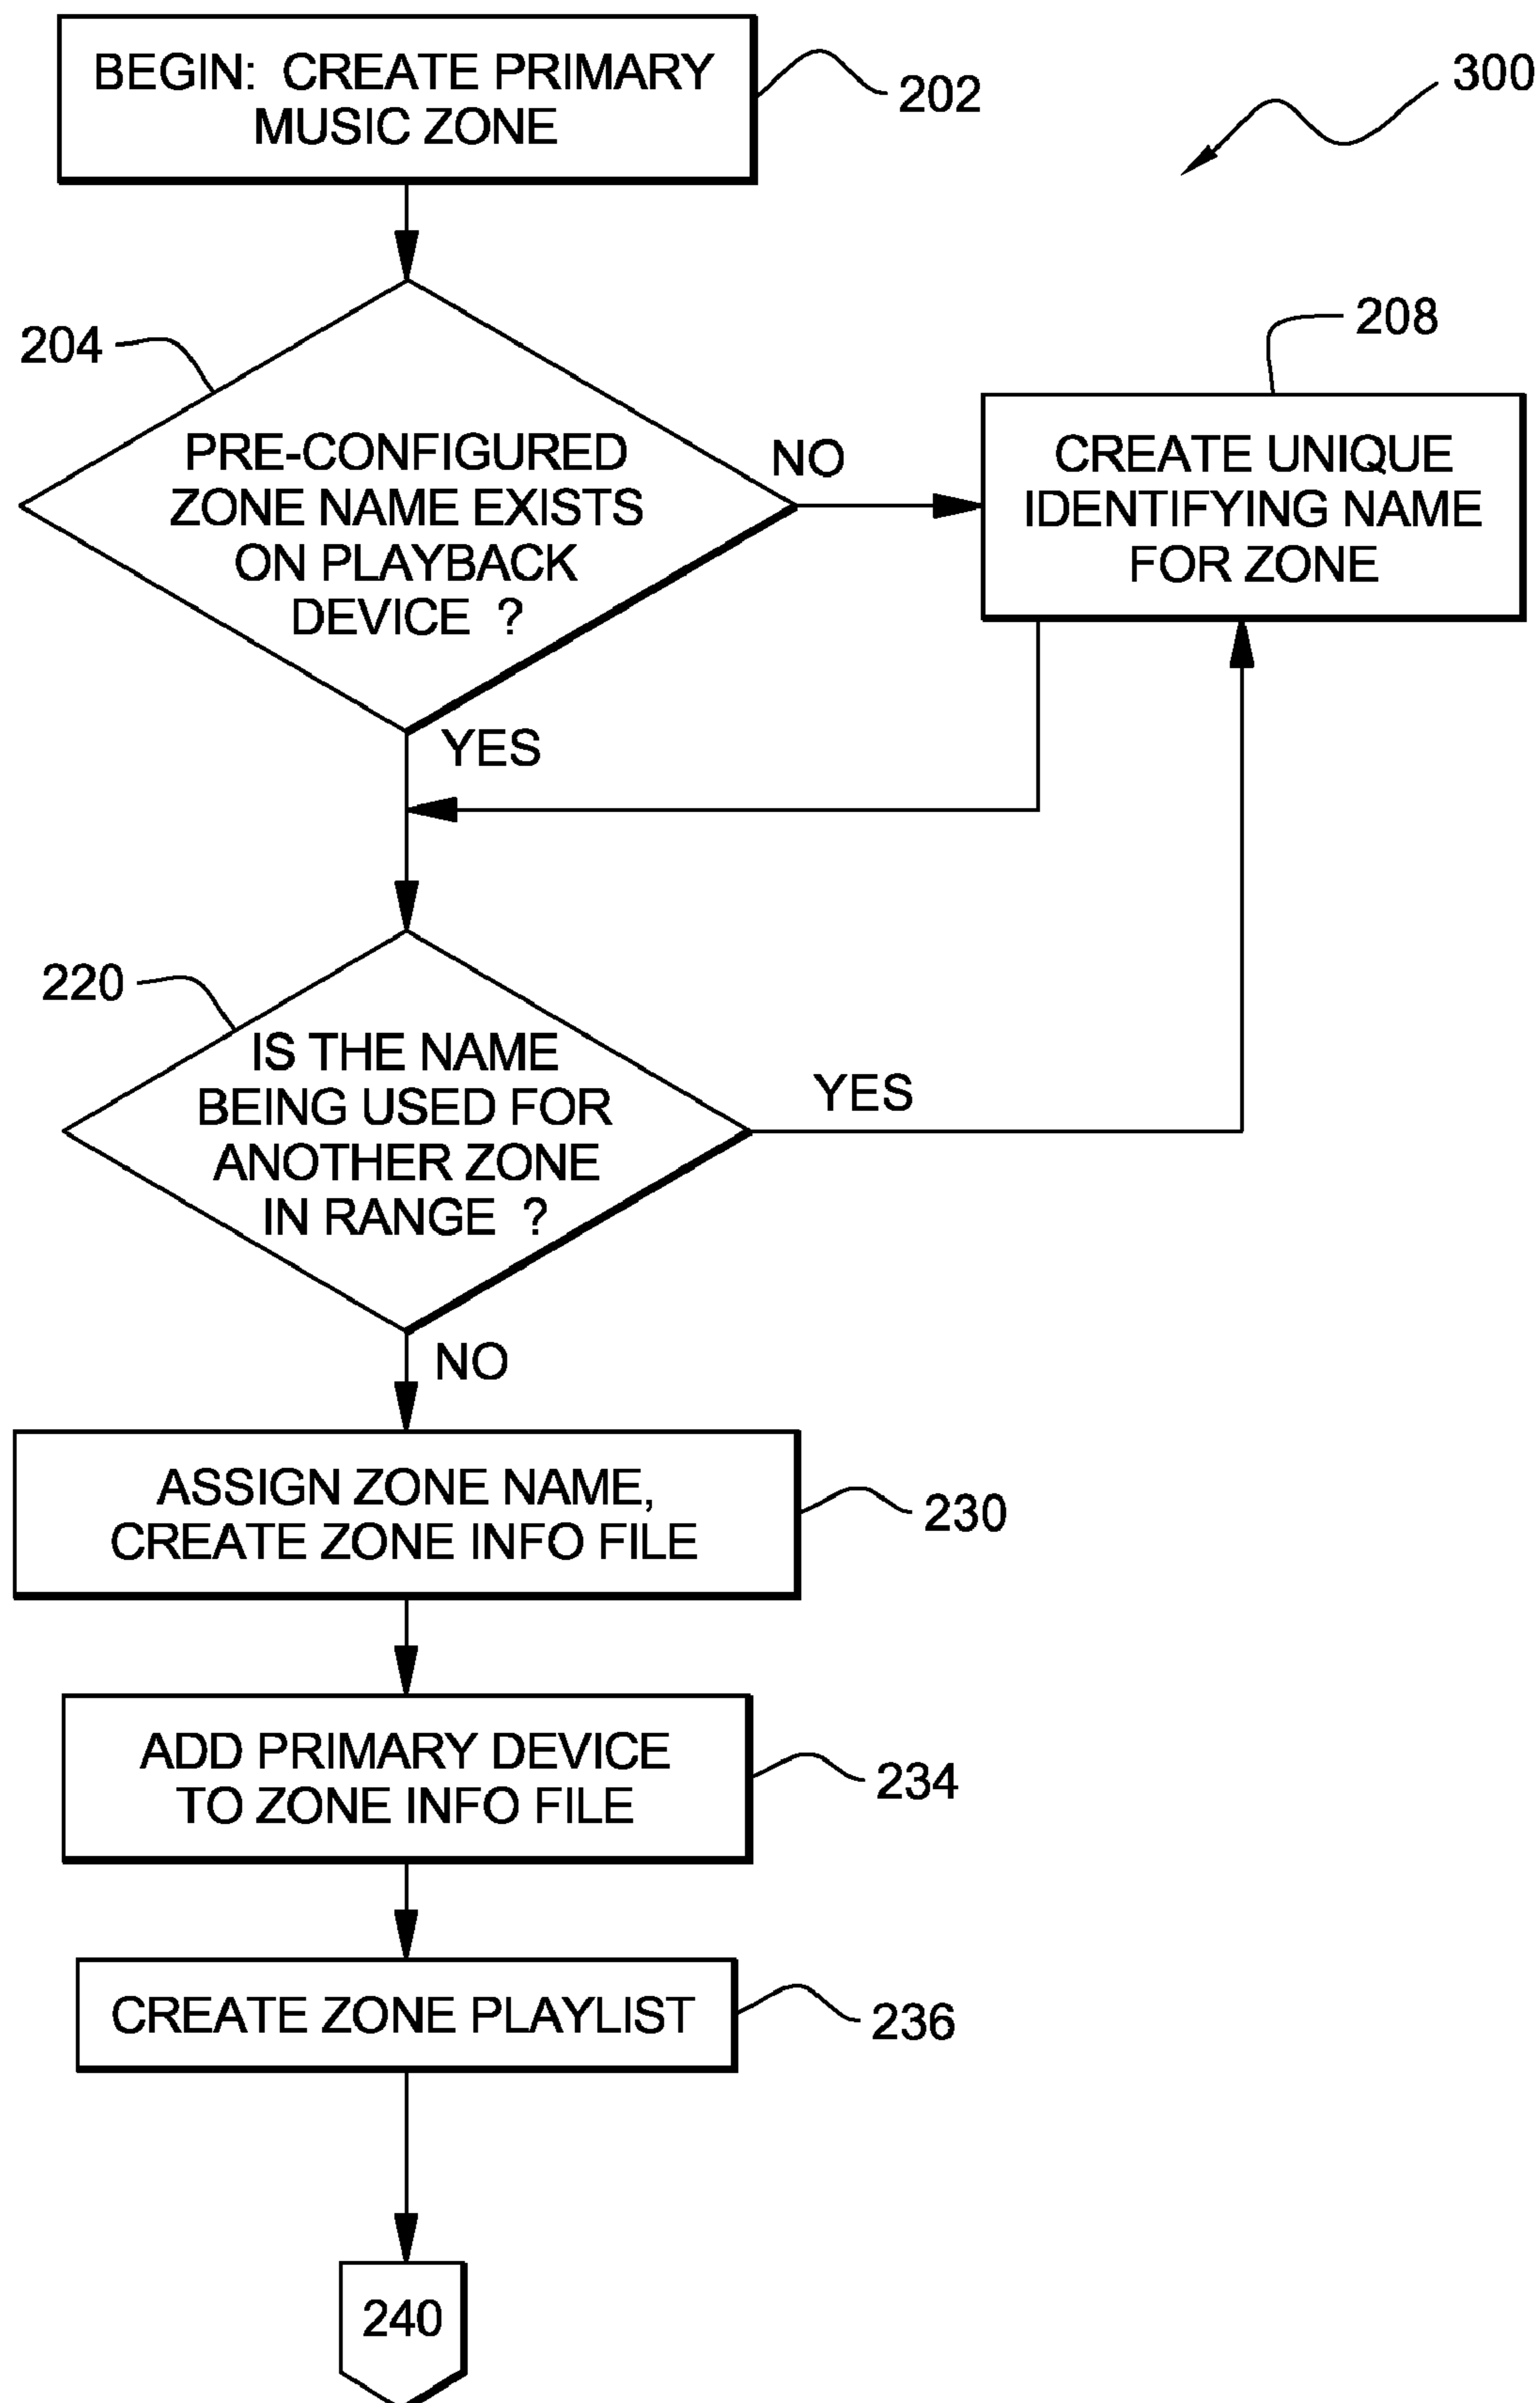 BEGIN: CREATE PRIMARY
MUSIC ZONE
202
300
204
PRE-CONFIGURED
ZONE NAME EXISTS
ON PLAYBACK
DEVICE ?
NO
208
CREATE UNIQUE
IDENTIFYING NAME
FOR ZONE
YES
220
IS THE NAME
BEING USED FOR
ANOTHER ZONE
IN RANGE ?
YES
NO
ASSIGN ZONE NAME,
CREATE ZONE INFO FILE
230
ADD PRIMARY DEVICE
TO ZONE INFO FILE
234
CREATE ZONE PLAYLIST
236
240